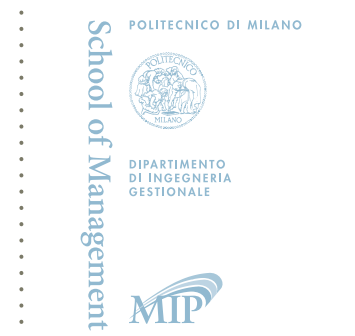 School of Management
POLITECNICO DI MILANO
POLITECNICO
MILANO
DIPARTIMENTO
DI INGEGNERIA
GESTIONALE
MIP